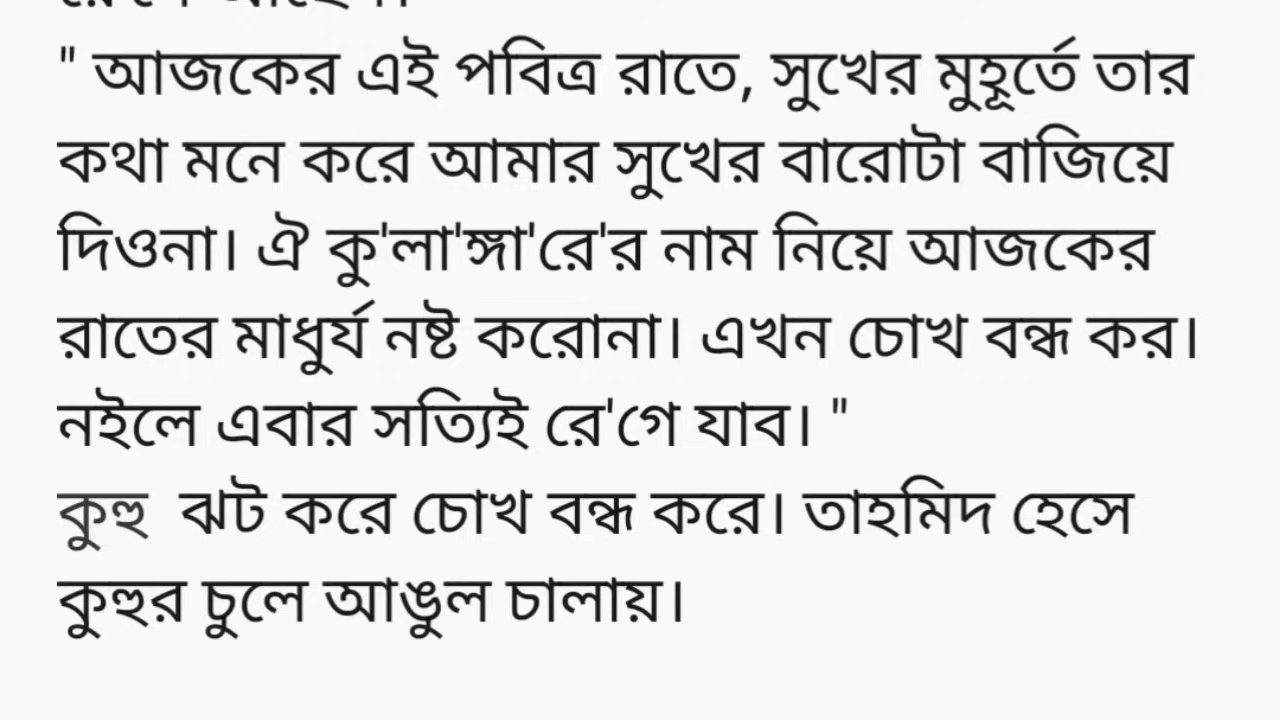 " আজকের এই পবিত্র রাতে, সুখের মুহূর্তে তার
কথা মনে করে আমার সুখের বারোটা বাজিয়ে
দিওনা। ঐ কু'লা'ঙ্গা'রে'র নাম নিয়ে আজকের
রাতের মাধুর্য নষ্ট করোনা। এখন চোখ বন্ধ কর।
নইলে এবার সত্যিই রে'গে যাব। "
কুহু ঝট করে চোখ বন্ধ করে। তাহমিদ হেসে
কুহুর চুলে আঙুল চালায়।